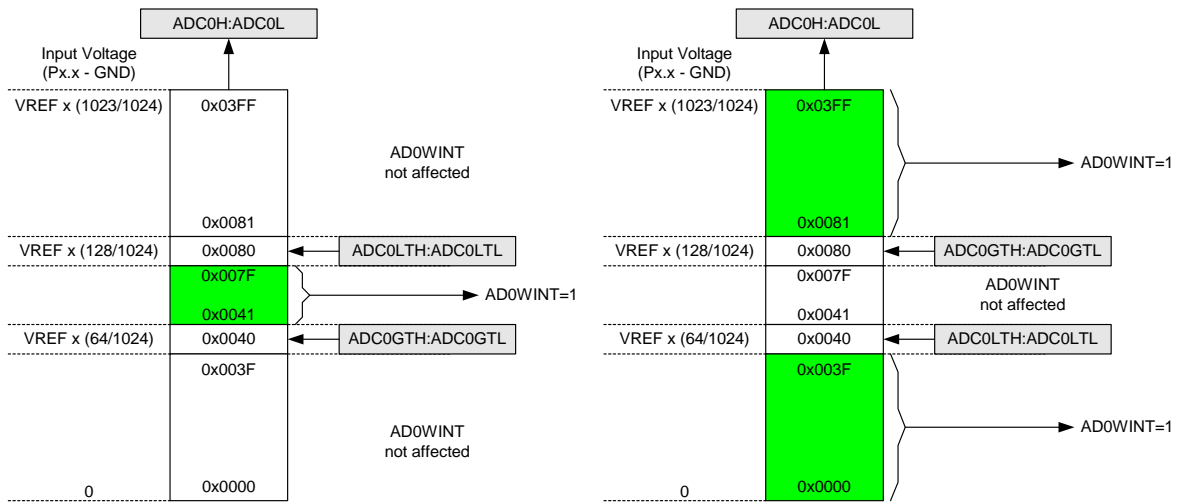 ADC0H:ADC0L
Input Voltage
(Px.x - GND)
VREF x (1023/1024)
0x03FF
AD0WINT
not affected
0x0081
VREF x (128/1024)
0x0080
ADC0LTH:ADC0LTL
0x007F
AD0WINT=1
0x0041
VREF x (64/1024)
0x0040
ADC0GTH:ADC0GTL
0x003F
AD0WINT
not affected
0
0x0000
ADC0H:ADC0L
Input Voltage
(Px.x - GND)
VREF x (1023/1024)
0x03FF
AD0WINT=1
0x0081
VREF x (128/1024)
0x0080
ADC0GTH:ADC0GTL
0x007F
AD0WINT
not affected
0x0041
VREF x (64/1024)
0x0040
ADC0LTH:ADC0LTL
0x003F
AD0WINT=1
0
0x0000